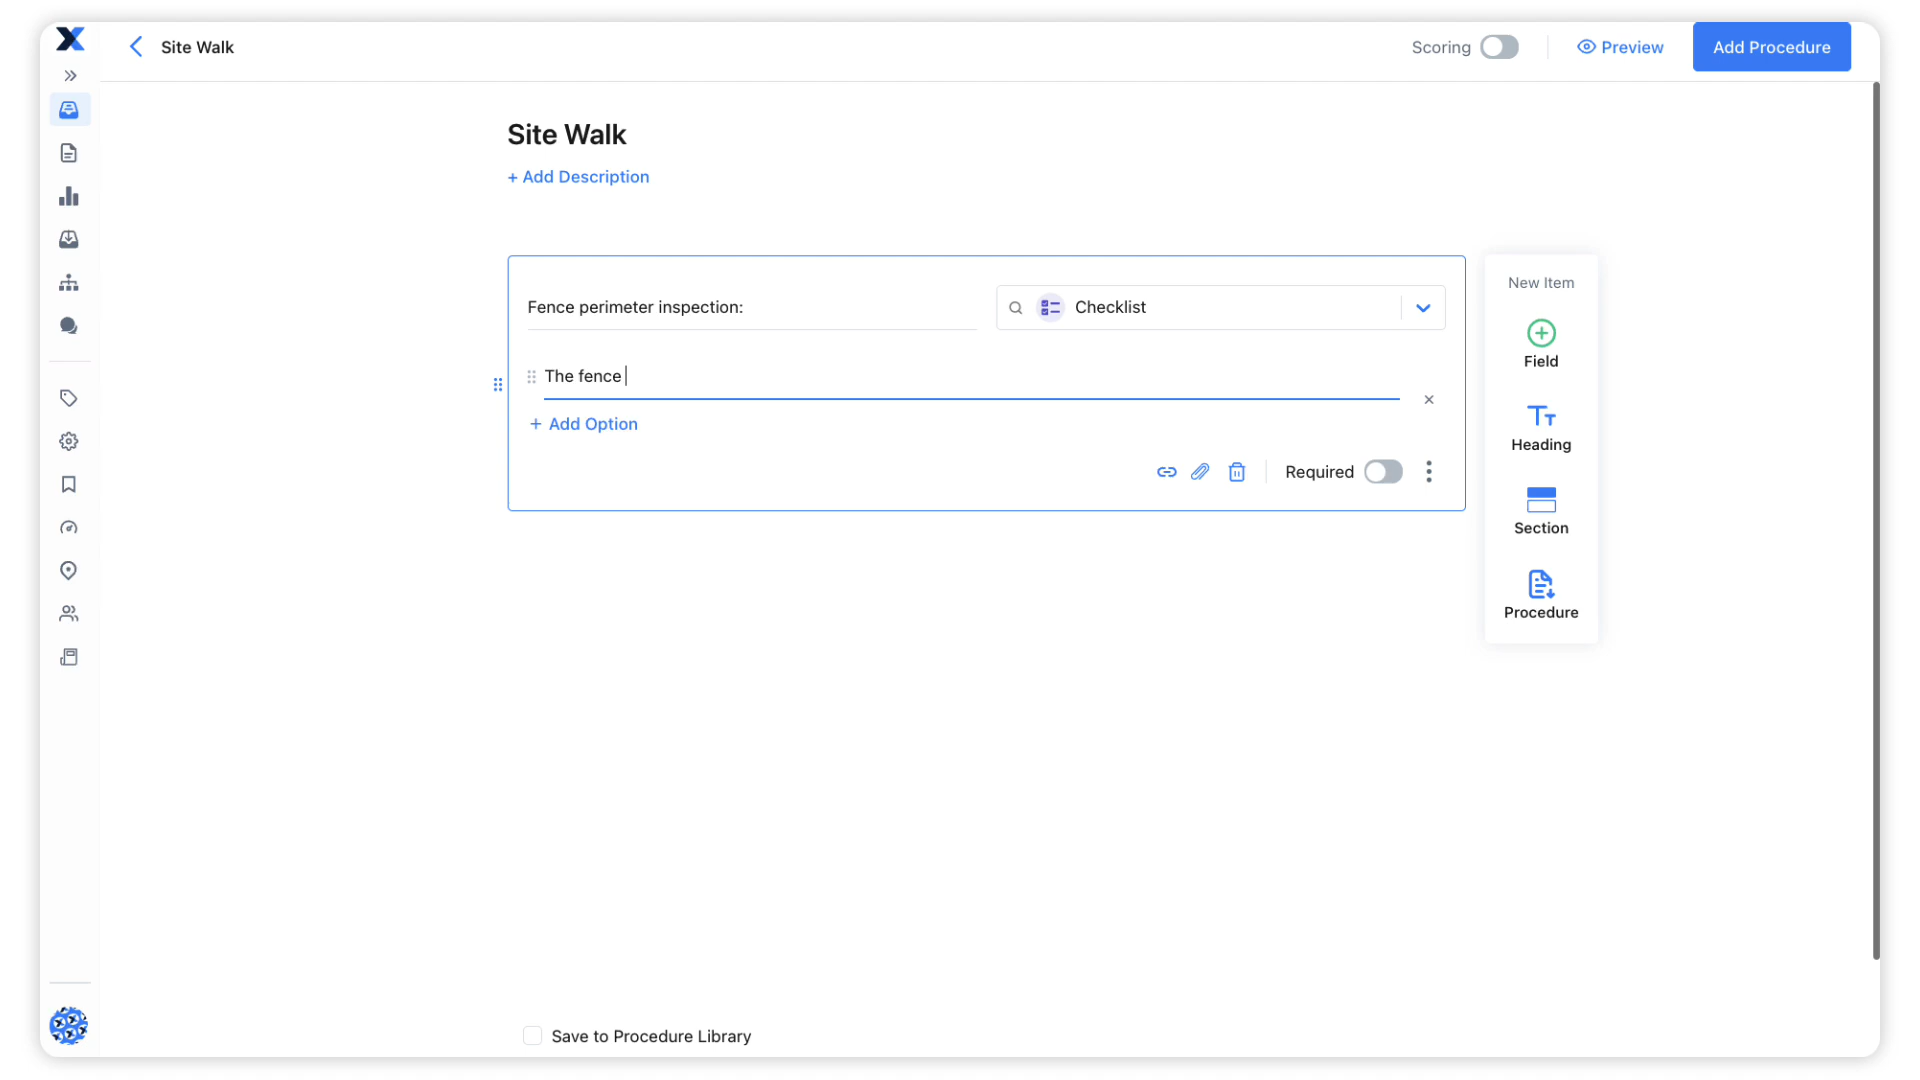 Site Walk
Scoring
Preview
Add Procedure
Site Walk
+ Add Description
Fence perimeter inspection:
Checklist
The fence
+ Add Option
Required
New Item
Field
Heading
Section
Procedure
Save to Procedure Library